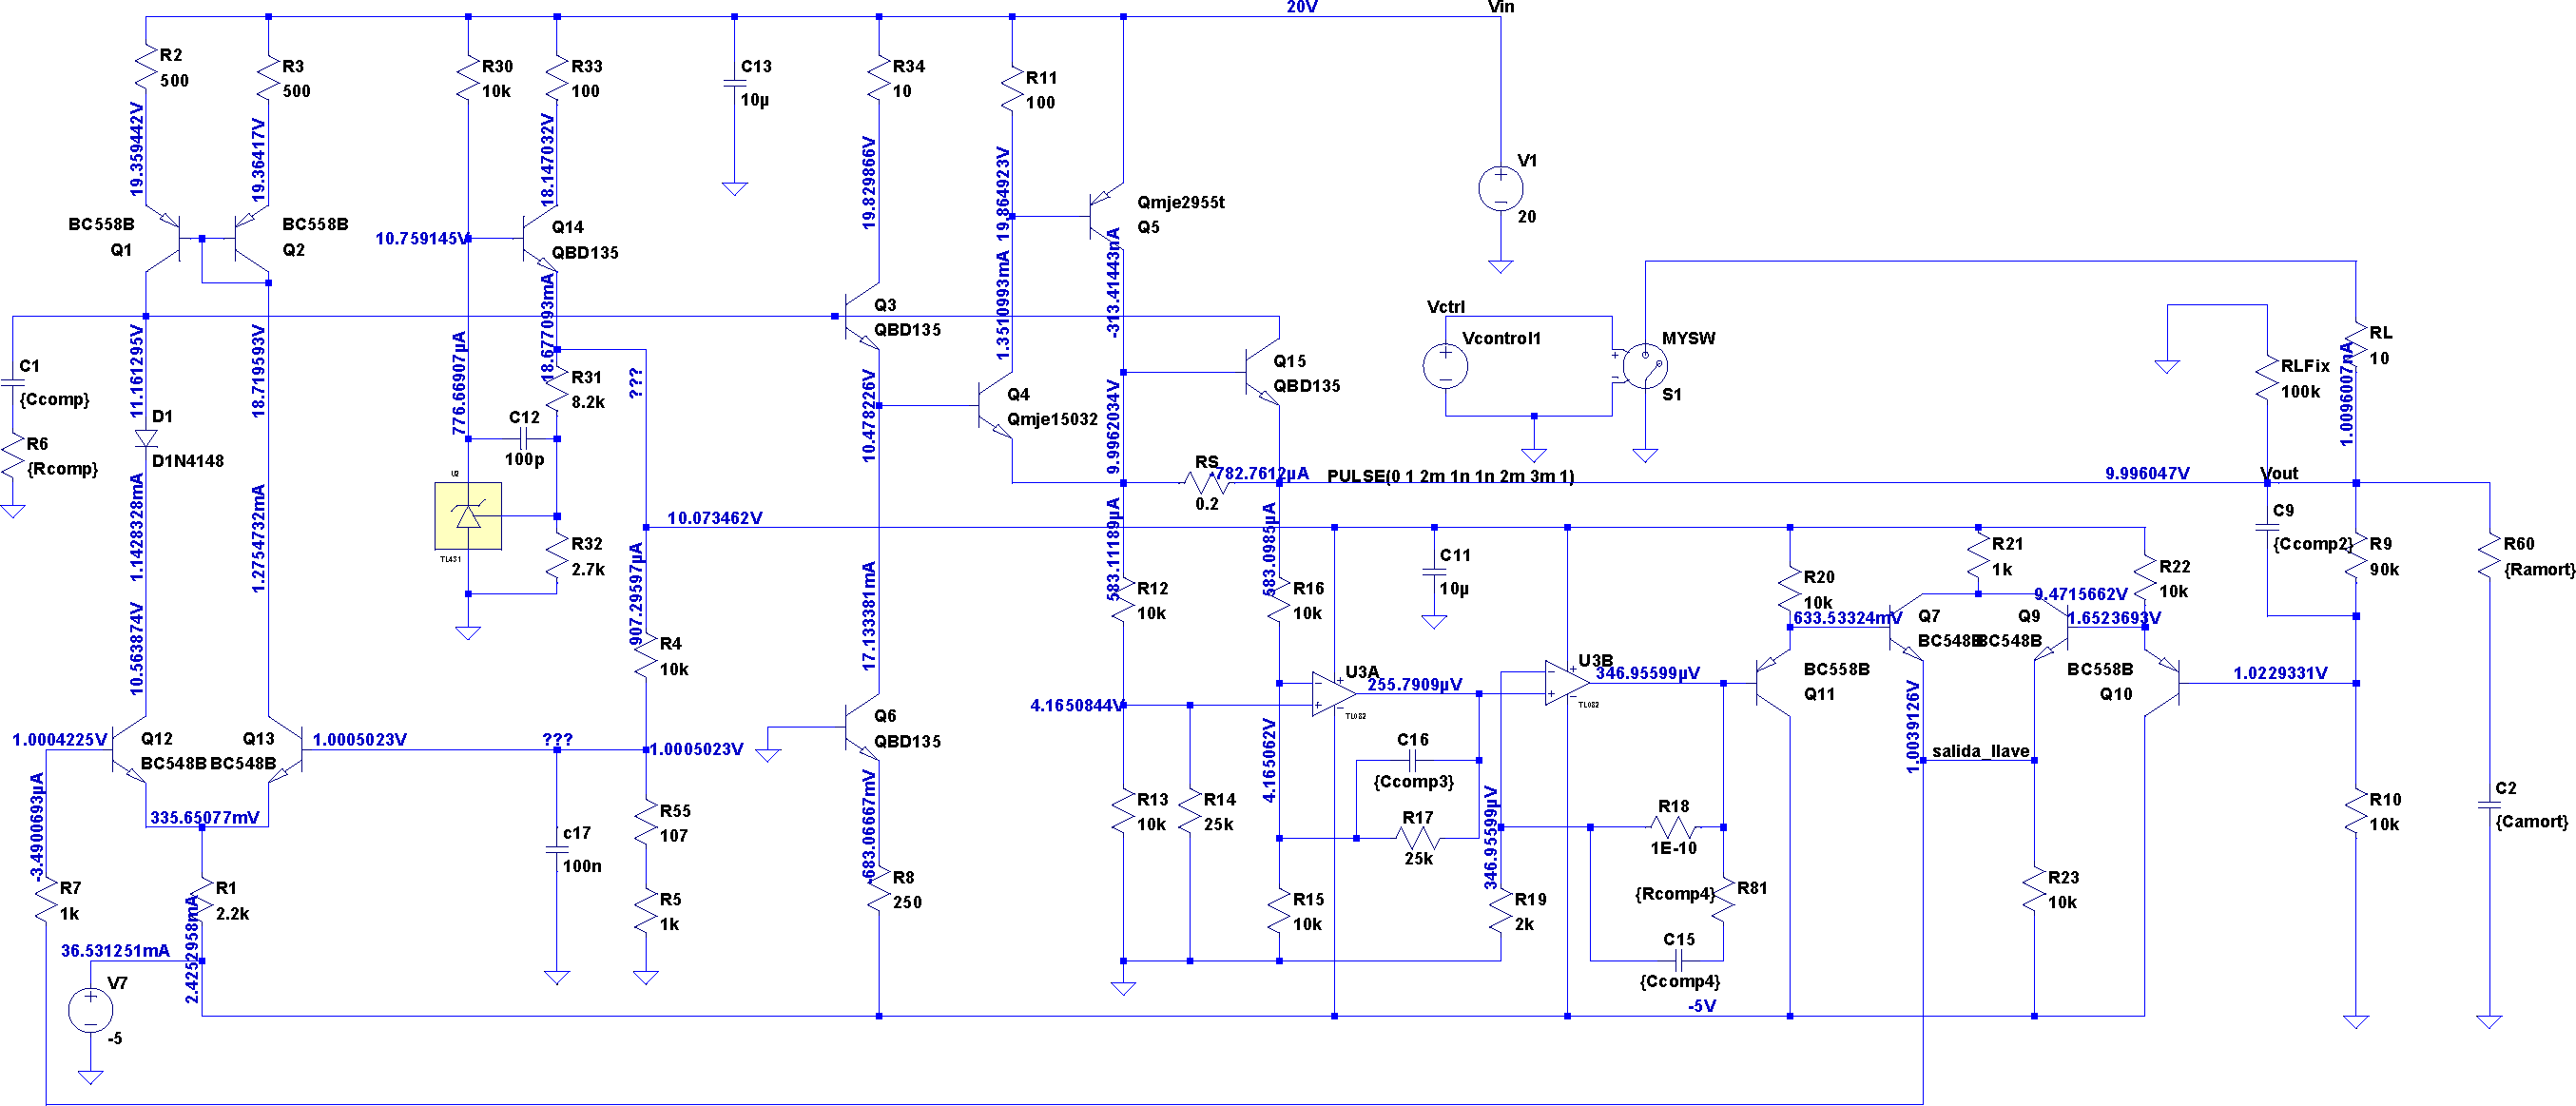 20V
Vin
R2
500
R3
500
R30
10k
R33
100
C13
10µ
R34
10
R11
100
V1
20
19.359442V
19.36417V
18.147032V
19.829866V
19.864923V
BC558B
Q1
BC558B
Q2
10.759145V
Q14
QBD135
Qmje2955t
Q5
-313.41443nA
1.3510993mA
18.677093mA
776.66907µA
???
Q3
QBD135
Vctrl
Vcontrol1
MYSW
S1
RL
10
1.0096007nA
RLFix
100k
C1
{Ccomp}
R6
{Rcomp}
11.161295V
18.719593V
D1
D1N4148
R31
8.2k
C12
100p
U2
TL431
R32
2.7k
10.478226V
Q4
Qmje15032
9.9962034V
Q15
QBD135
RS
0.2
-782.7612µA
PULSE(0 1 2m 1n 1n 2m 3m 1)
9.996047V
Vout
1.1428328mA
1.2754732mA
10.563874V
10.073462V
907.29597µA
R4
10k
17.133381mA
583.11189µA
R12
10k
583.0985µA
R16
10k
C11
10µ
R20
10k
R21
1k
R22
10k
9.4715662V
C9
{Ccomp2}
R9
90k
R60
{Ramort}
633.53324mV
Q7
BC548B
Q9
BC548B
1.6523693V
U3A
TL082
255.7909µV
U3B
TL082
346.95599µV
BC558B
Q11
BC558B
Q10
1.0229331V
1.0004225V
Q12
BC548B
Q13
BC548B
1.0005023V
???
1.0005023V
Q6
QBD135
4.1650844V
4.165062V
1.0039126V
salida_llave
-3.4900693µA
335.65077mV
R7
1k
R1
2.2k
2.4252958mA
R55
107
R5
1k
c17
100n
-683.06667mV
R8
250
R13
10k
R14
25k
R15
10k
C16
{Ccomp3}
R17
25k
346.95599µV
R18
1E-10
{Rcomp4}
R81
R19
2k
C15
{Ccomp4}
R23
10k
R10
10k
C2
{Camort}
36.531251mA
V7
-5
-5V